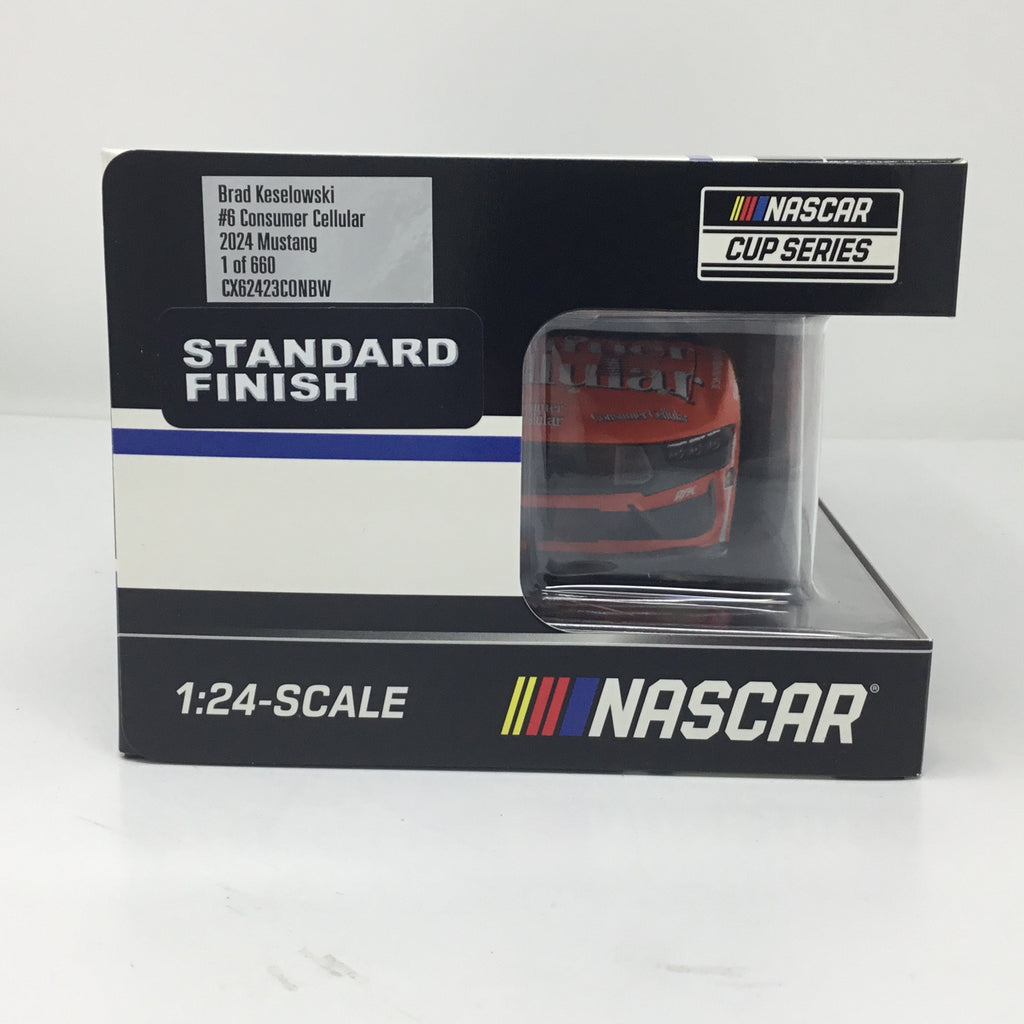 Brad Keselowski
#6 Consumer Cellular
2024 Mustang
1 of 660
CX62423CONBW
NASCAR
CUP SERIES
STANDARD
FINISH
RFK
1:24-SCALE
NASCAR®